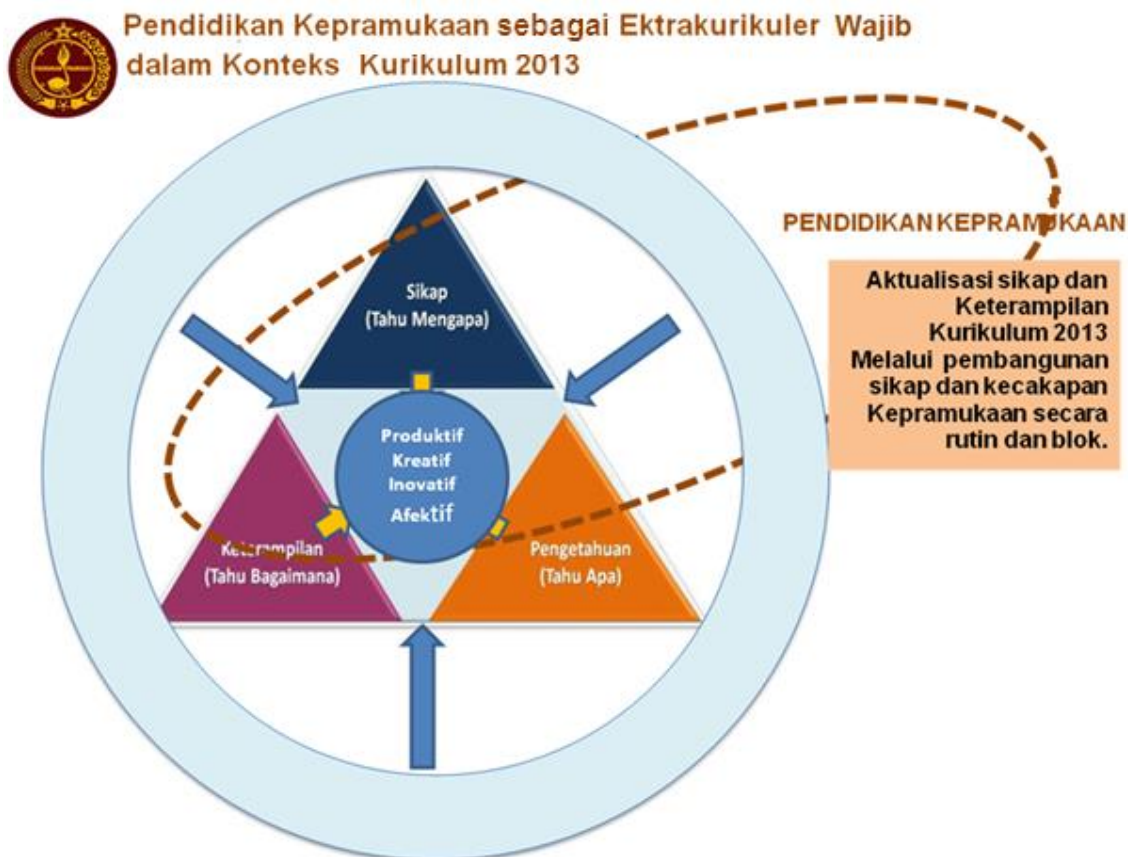 Pendidikan Kepramukaan sebagai Ektrakurikuler Wajib
dalam Konteks Kurikulum 2013
Sikap
(Tahu Mengapa)
Produktif
Kreatif
Inovatif
Afektif
Keterampilan
(Tahu Bagaimana)
Pengetahuan
(Tahu Apa)
PENDIDIKAN KEPRAMUKAAN
Aktualisasi sikap dan
Keterampilan
Kurikulum 2013
Melalui pembangunan
sikap dan kecakapan
Kepramukaan secara
rutin dan blok.